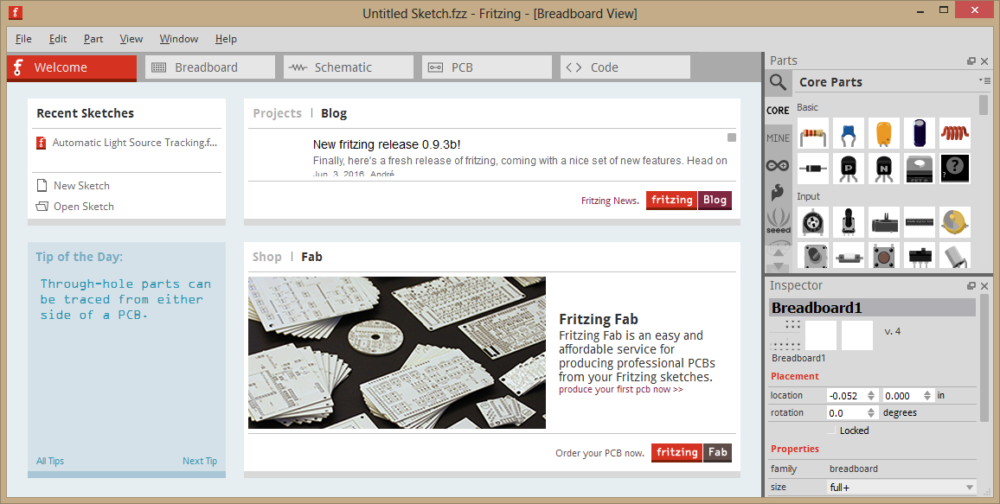 Untitled Sketch.fzz - Fritzing - [Breadboard View]
File Edit Part View Window Help
Welcome Breadboard Schematic PCB Code
Recent Sketches
Automatic Light Source Tracking.f...
New Sketch
Open Sketch
Projects | Blog
New fritzing release 0.9.3b!
Finally, here's a fresh release of fritzing, coming with a nice set of new features. Head on
Jun. 3, 2016, André
Fritzing News. fritzing Blog
Tip of the Day:
Through-hole parts can
be traced from either
side of a PCB.
All Tips Next Tip
Shop | Fab
Fritzing Fab
Fritzing Fab is an easy and
affordable service for
producing professional PCBs
from your Fritzing sketches.
produce your first pcb now >>
Order your PCB now. fritzing Fab
Parts
Core Parts
CORE
MINE
seeed
Basic
P
N
?
?
Input
Inspector
Breadboard1
v. 4
Breadboard1
Placement
location -0.052 0.000 in
rotation 0.0 degrees
Locked
Properties
family breadboard
size full+